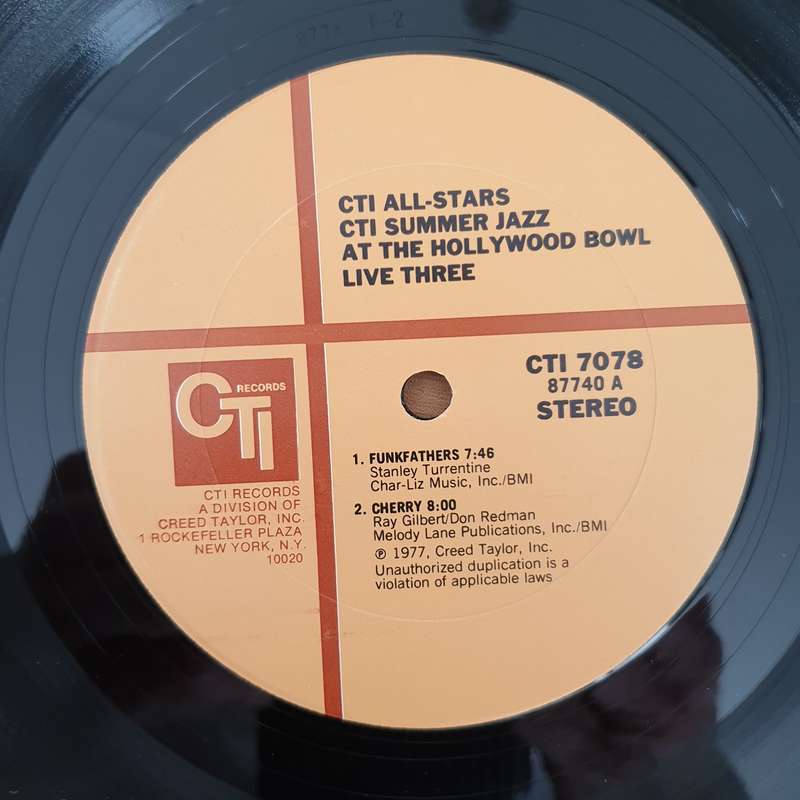 CTI ALL-STARS
CTI SUMMER JAZZ
AT THE HOLLYWOOD BOWL
LIVE THREE
CTI RECORDS
CTI RECORDS
A DIVISION OF
CREED TAYLOR, INC.
1 ROCKEFELLER PLAZA
NEW YORK, N.Y.
10020
CTI 7078
87740 A
STEREO
1. FUNKFATHERS 7:46
Stanley Turrentine
Char-Liz Music, Inc./BMI
2. CHERRY 8:00
Ray Gilbert/Don Redman
Melody Lane Publications, Inc./BMI
℗ 1977, Creed Taylor, Inc.
Unauthorized duplication is a
violation of applicable laws